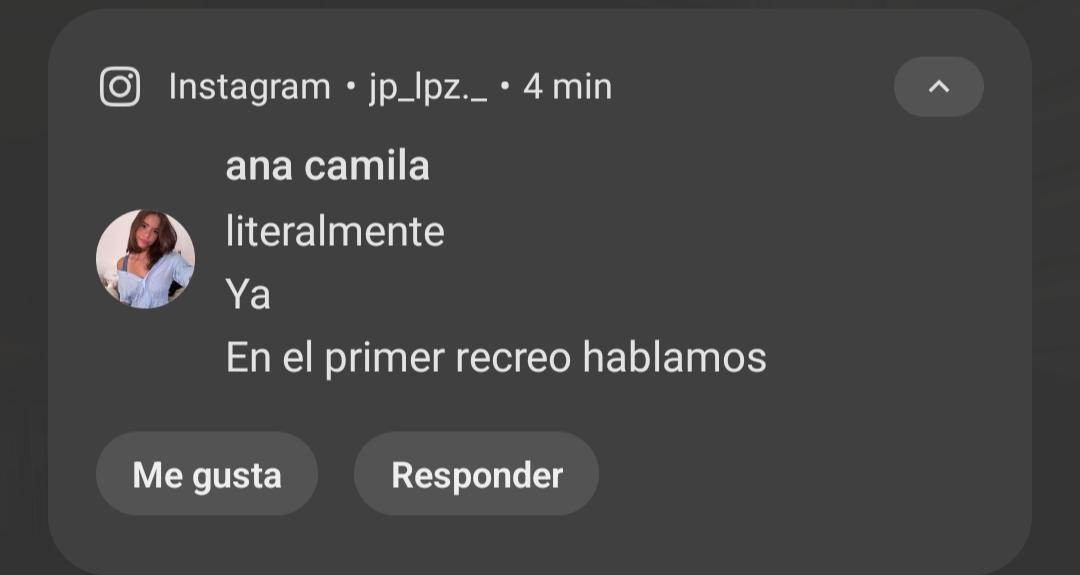 Instagram • jp_lpz._ • 4 min
ana camila
literalmente
Ya
En el primer recreo hablamos
Me gusta
Responder